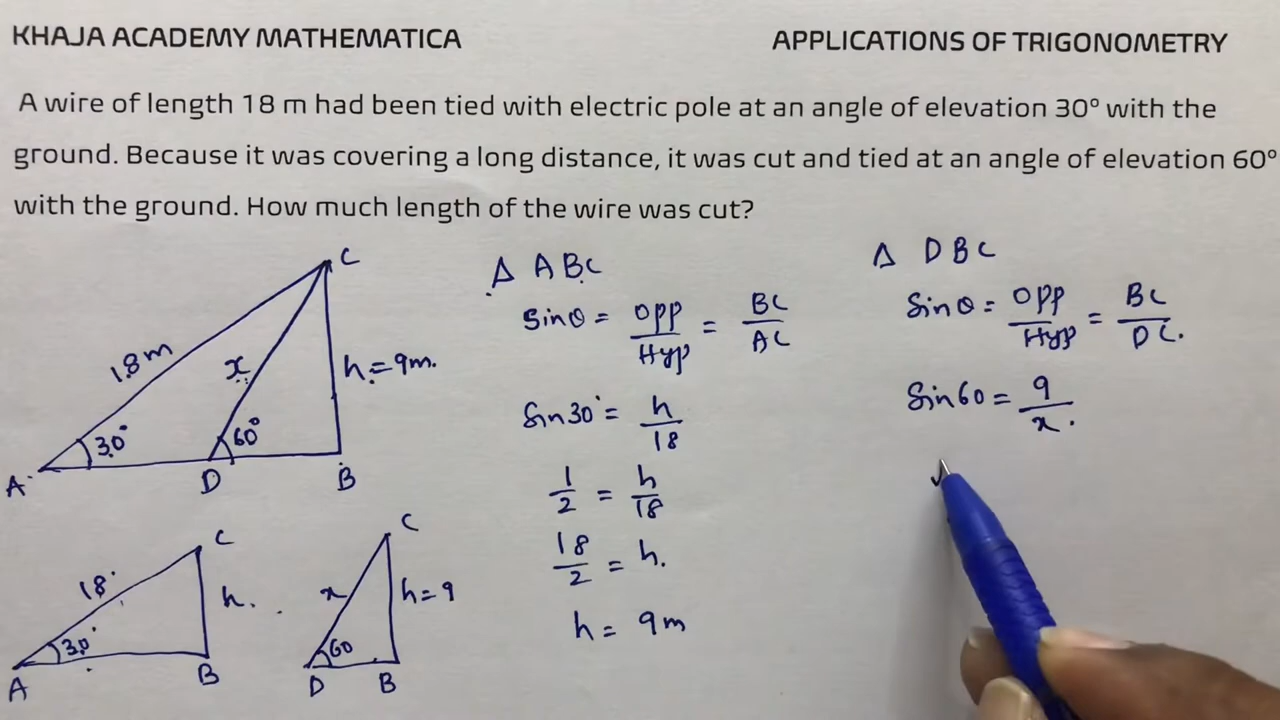 KHAJA ACADEMY MATHEMATICA
APPLICATIONS OF TRIGONOMETRY
A wire of length 18 m had been tied with electric pole at an angle of elevation 30° with the
ground. Because it was covering a long distance, it was cut and tied at an angle of elevation 60°
with the ground. How much length of the wire was cut?
C
18m
x
h = 9m.
30°
60°
A
D
B
C
18
h.
30°
A
B
C
x
h = 9
60
D
B
Δ ABC
Sinθ = Opp/Hyp = BC/AC
Sin30° = h/18
1/2 = h/18
18/2 = h.
h = 9m
Δ DBC
Sinθ = Opp/Hyp = BC/DC.
Sin60 = 9/x.